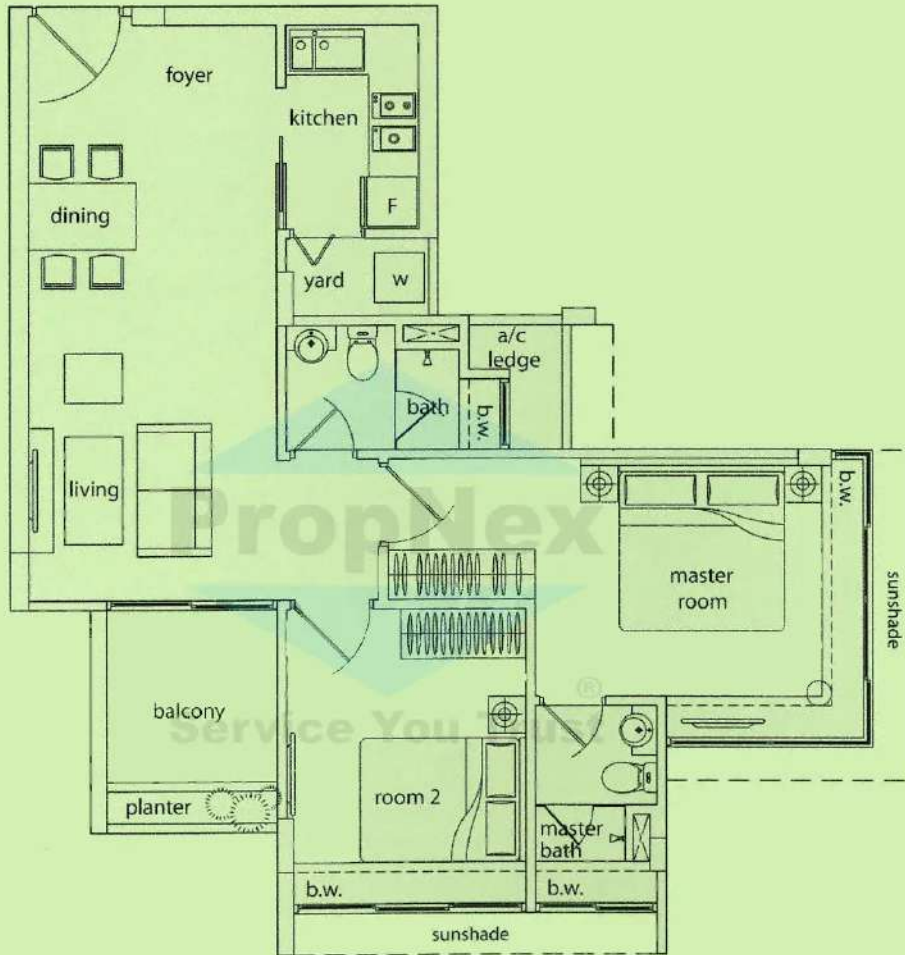 foyer
kitchen
dining
F
yard
w
a/c
ledge
bath
b.w.
living
b.w.
PropNex
master
room
sunshade
®
balcony
Service You Trust
planter
room 2
master
bath
b.w.
b.w.
sunshade